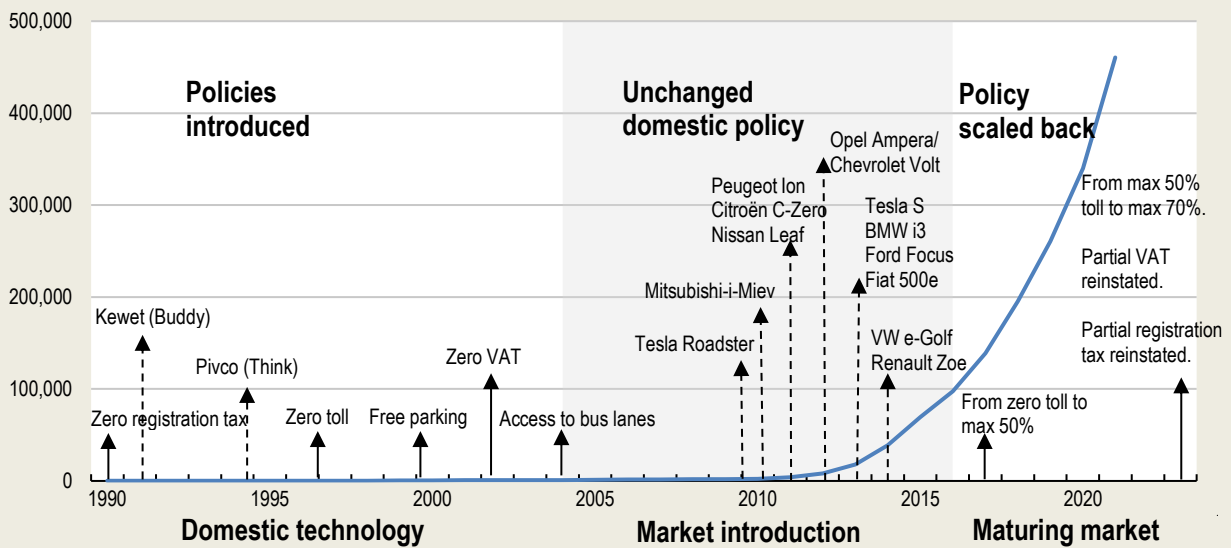 500,000
400,000
300,000
200,000
100,000
0
Policies
introduced
Unchanged
domestic policy
Policy
scaled back
Opel Ampera/
Chevrolet Volt
Peugeot Ion
Citroën C-Zero
Nissan Leaf
Tesla S
BMW i3
Ford Focus
Fiat 500e
From max 50%
toll to max 70%.
Partial VAT
reinstated.
Partial registration
tax reinstated.
Mitsubishi-i-Miev
Kewet (Buddy)
Pivco (Think)
Zero VAT
Tesla Roadster
VW e-Golf
Renault Zoe
Zero registration tax
Zero toll
Free parking
Access to bus lanes
From zero toll to
max 50%
1990
1995
2000
2005
2010
2015
2020
Domestic technology
Market introduction
Maturing market